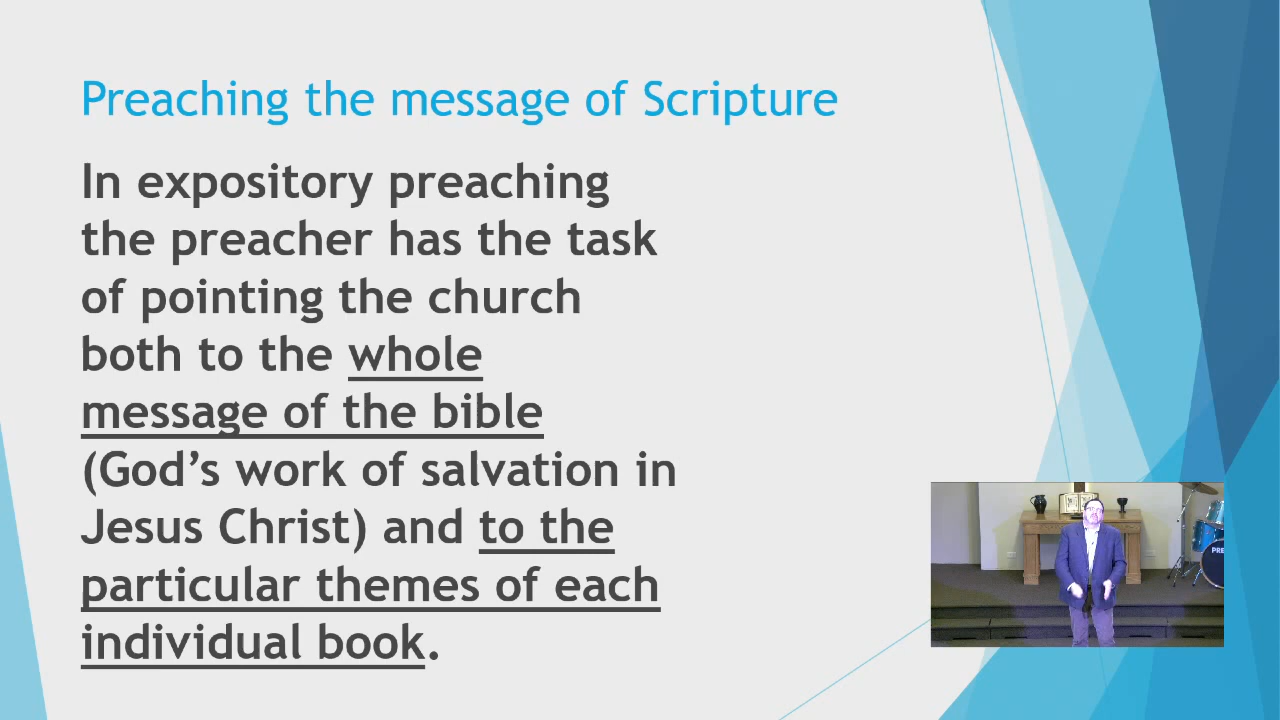 Preaching the message of Scripture
In expository preaching
the preacher has the task
of pointing the church
both to the whole
message of the bible
(God’s work of salvation in
Jesus Christ) and to the
particular themes of each
individual book.
PRE